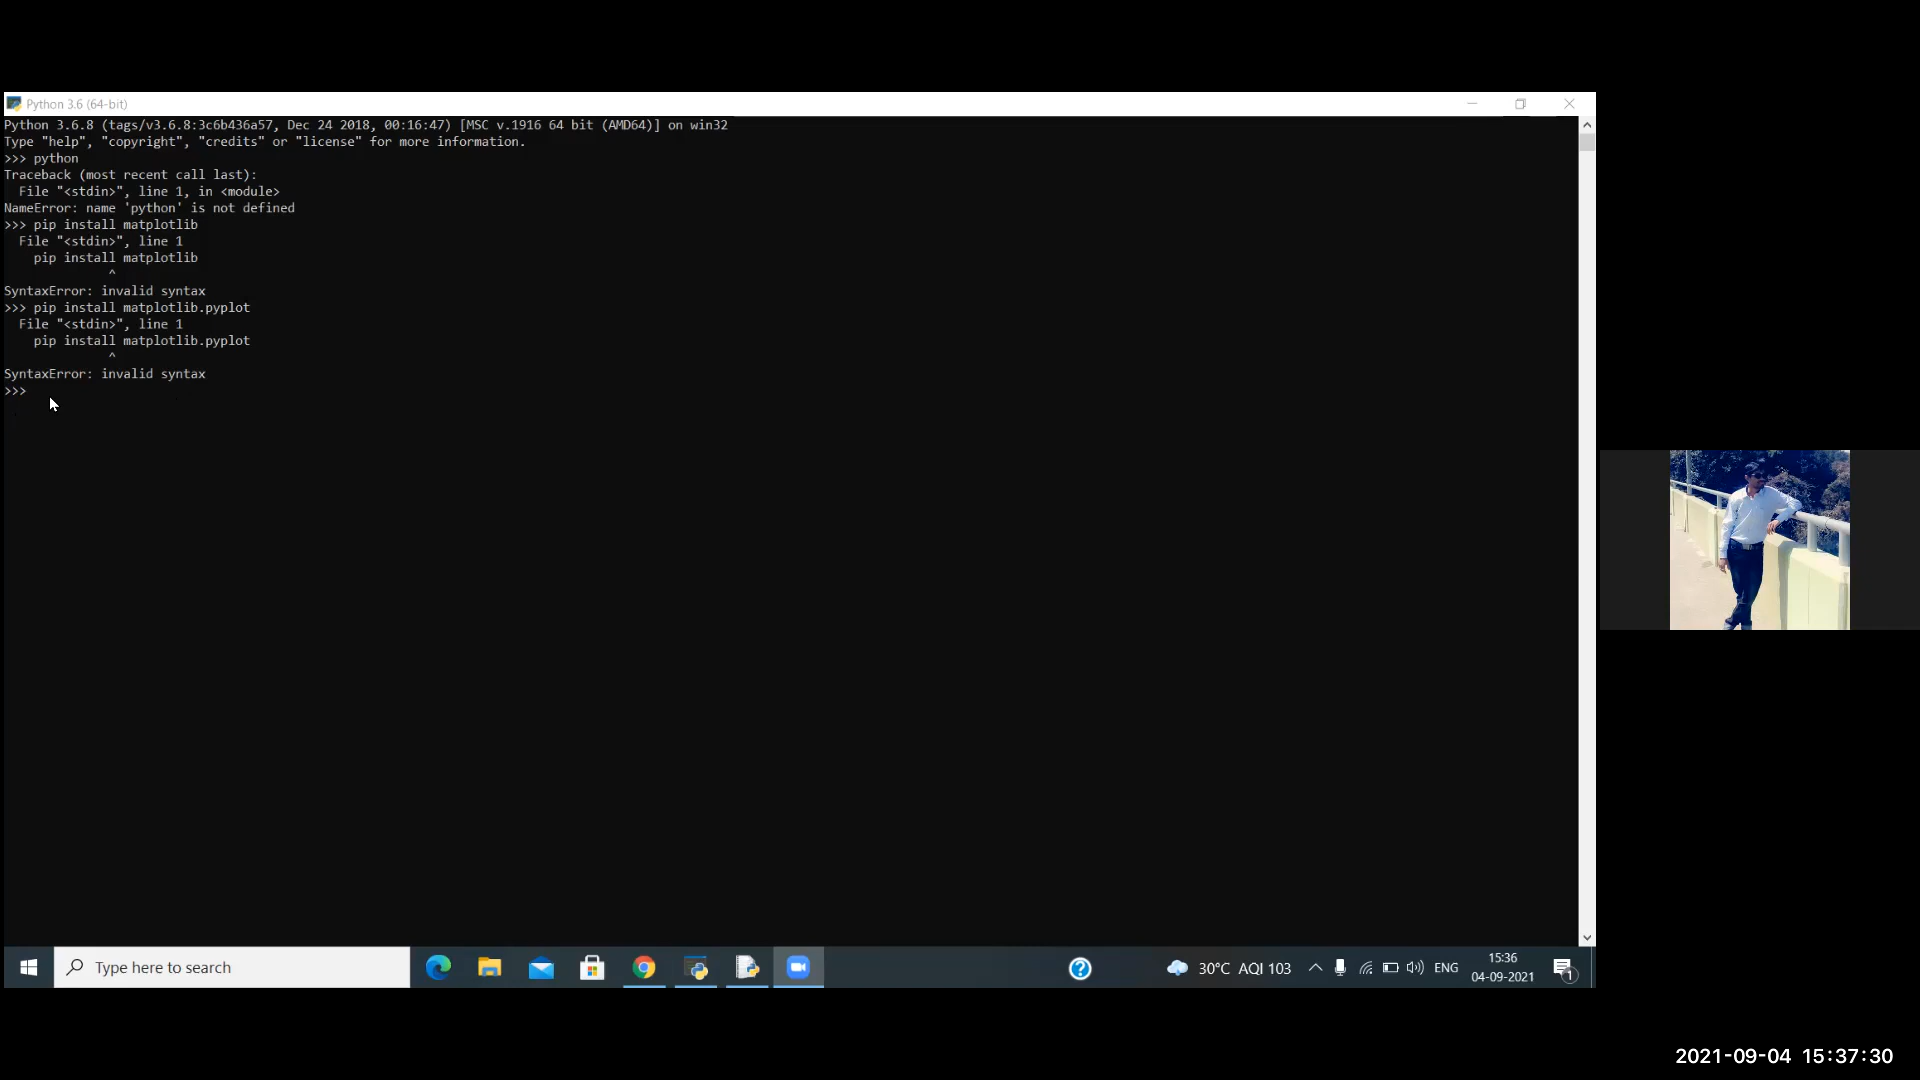 Python 3.6 (64-bit)
Python 3.6.8 (tags/v3.6.8:3c6b436a57, Dec 24 2018, 00:16:47) [MSC v.1916 64 bit (AMD64)] on win32
Type "help", "copyright", "credits" or "license" for more information.
>>> python
Traceback (most recent call last):
  File "<stdin>", line 1, in <module>
NameError: name 'python' is not defined
>>> pip install matplotlib
  File "<stdin>", line 1
    pip install matplotlib
              ^
SyntaxError: invalid syntax
>>> pip install matplotlib.pyplot
  File "<stdin>", line 1
    pip install matplotlib.pyplot
              ^
SyntaxError: invalid syntax
>>>
Type here to search
30°C AQI 103
ENG
15:36
04-09-2021
1
2021-09-04 15:37:30